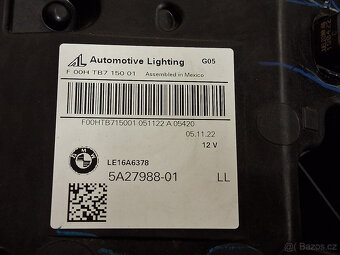 AL Automotive Lighting G05
F 00H TB7 150 01 Assembled in Mexico
F00HTB715001.051122.A.05420
05.11.22
12 V
BMW
LE16A6378
5A27988-01 LL
Bazos.cz